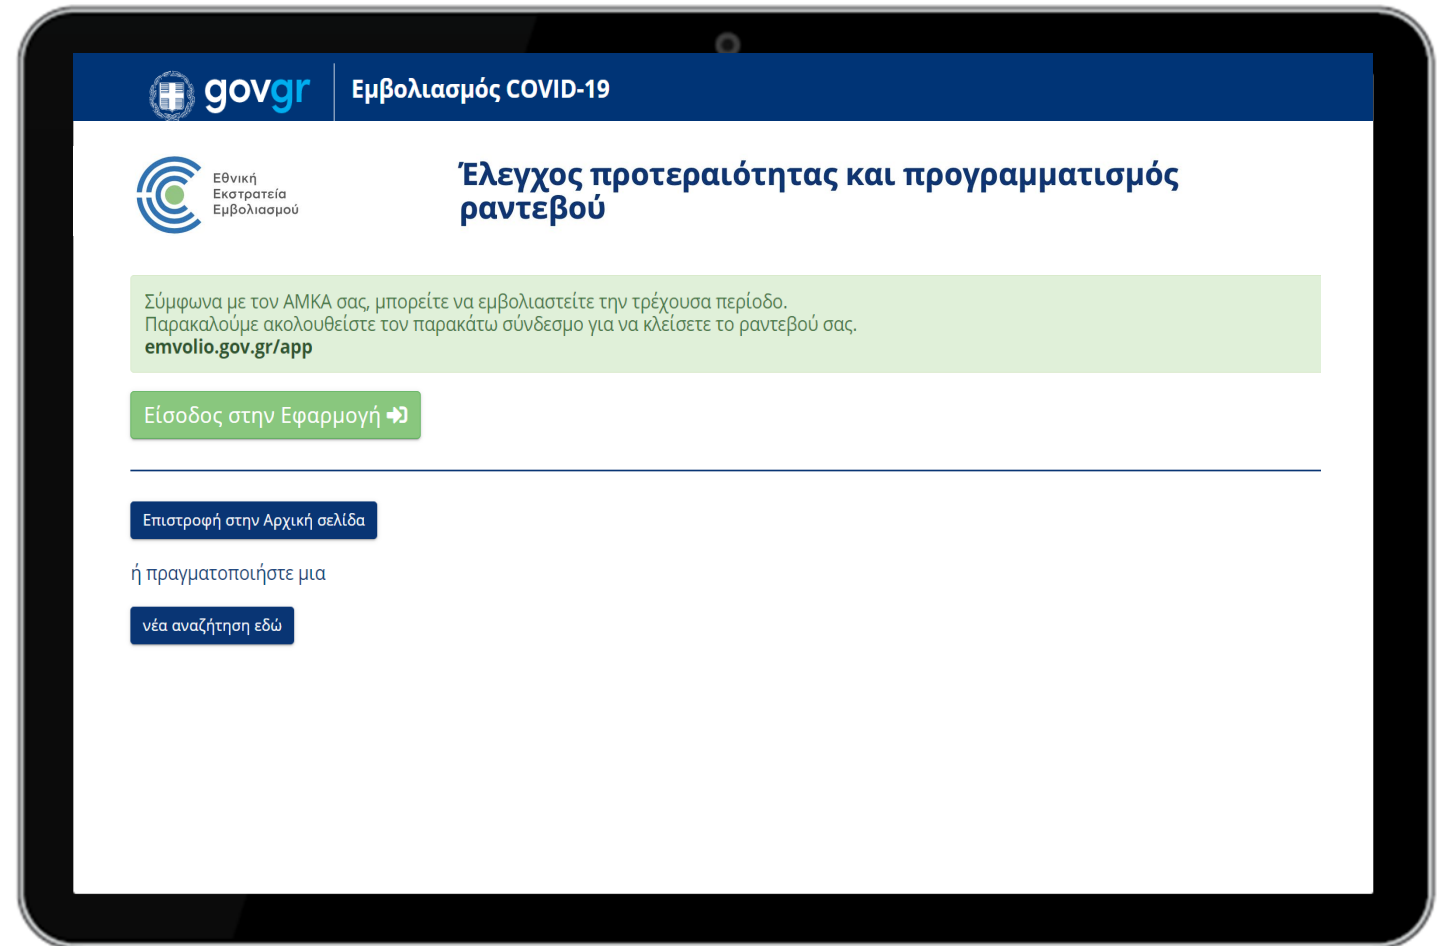 govgr
Εμβολιασμός COVID-19
Εθνική
Εκστρατεία
Εμβολιασμού
Έλεγχος προτεραιότητας και προγραμματισμός
ραντεβού
Σύμφωνα με τον ΑΜΚΑ σας, μπορείτε να εμβολιαστείτε την τρέχουσα περίοδο.
Παρακαλούμε ακολουθείστε τον παρακάτω σύνδεσμο για να κλείσετε το ραντεβού σας.
emvolio.gov.gr/app
Είσοδος στην Εφαρμογή
Επιστροφή στην Αρχική σελίδα
ή πραγματοποιήστε μια
νέα αναζήτηση εδώ